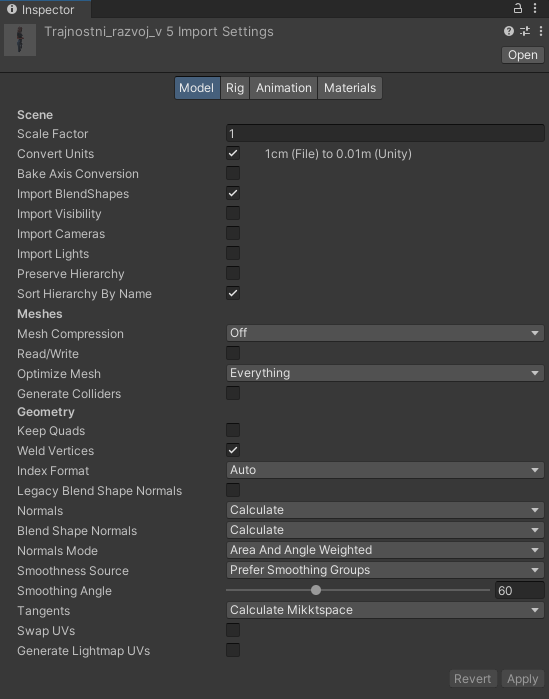 Inspector
Trajnostni_razvoj_v 5 Import Settings
Open
Model Rig Animation Materials
Scene
Scale Factor 1
Convert Units 1cm (File) to 0.01m (Unity)
Bake Axis Conversion
Import BlendShapes
Import Visibility
Import Cameras
Import Lights
Preserve Hierarchy
Sort Hierarchy By Name
Meshes
Mesh Compression Off
Read/Write
Optimize Mesh Everything
Generate Colliders
Geometry
Keep Quads
Weld Vertices
Index Format Auto
Legacy Blend Shape Normals
Normals Calculate
Blend Shape Normals Calculate
Normals Mode Area And Angle Weighted
Smoothness Source Prefer Smoothing Groups
Smoothing Angle 60
Tangents Calculate Mikktspace
Swap UVs
Generate Lightmap UVs
Revert Apply